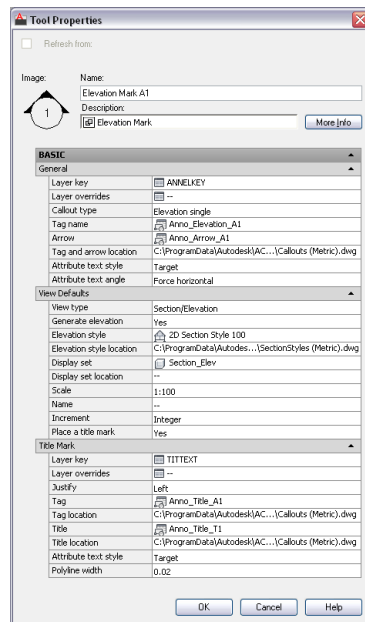 Tool Properties
Refresh from:
Image:
Name:
Elevation Mark A1
1
Description:
Elevation Mark
More Info
BASIC
General
Layer key ANNELKEY
Layer overrides --
Callout type Elevation single
Tag name Anno_Elevation_A1
Arrow Anno_Arrow_A1
Tag and arrow location C:\ProgramData\Autodesk\AC...\Callouts (Metric).dwg
Attribute text style Target
Attribute text angle Force horizontal
View Defaults
View type Section/Elevation
Generate elevation Yes
Elevation style 2D Section Style 100
Elevation style location C:\ProgramData\Autodes...\SectionStyles (Metric).dwg
Display set Section_Elev
Display set location --
Scale 1:100
Name --
Increment Integer
Place a title mark Yes
Title Mark
Layer key TITTEXT
Layer overrides --
Justify Left
Tag Anno_Title_A1
Tag location C:\ProgramData\Autodesk\AC...\Callouts (Metric).dwg
Title Anno_Title_T1
Title location C:\ProgramData\Autodesk\AC...\Callouts (Metric).dwg
Attribute text style Target
Polyline width 0.02
OK Cancel Help